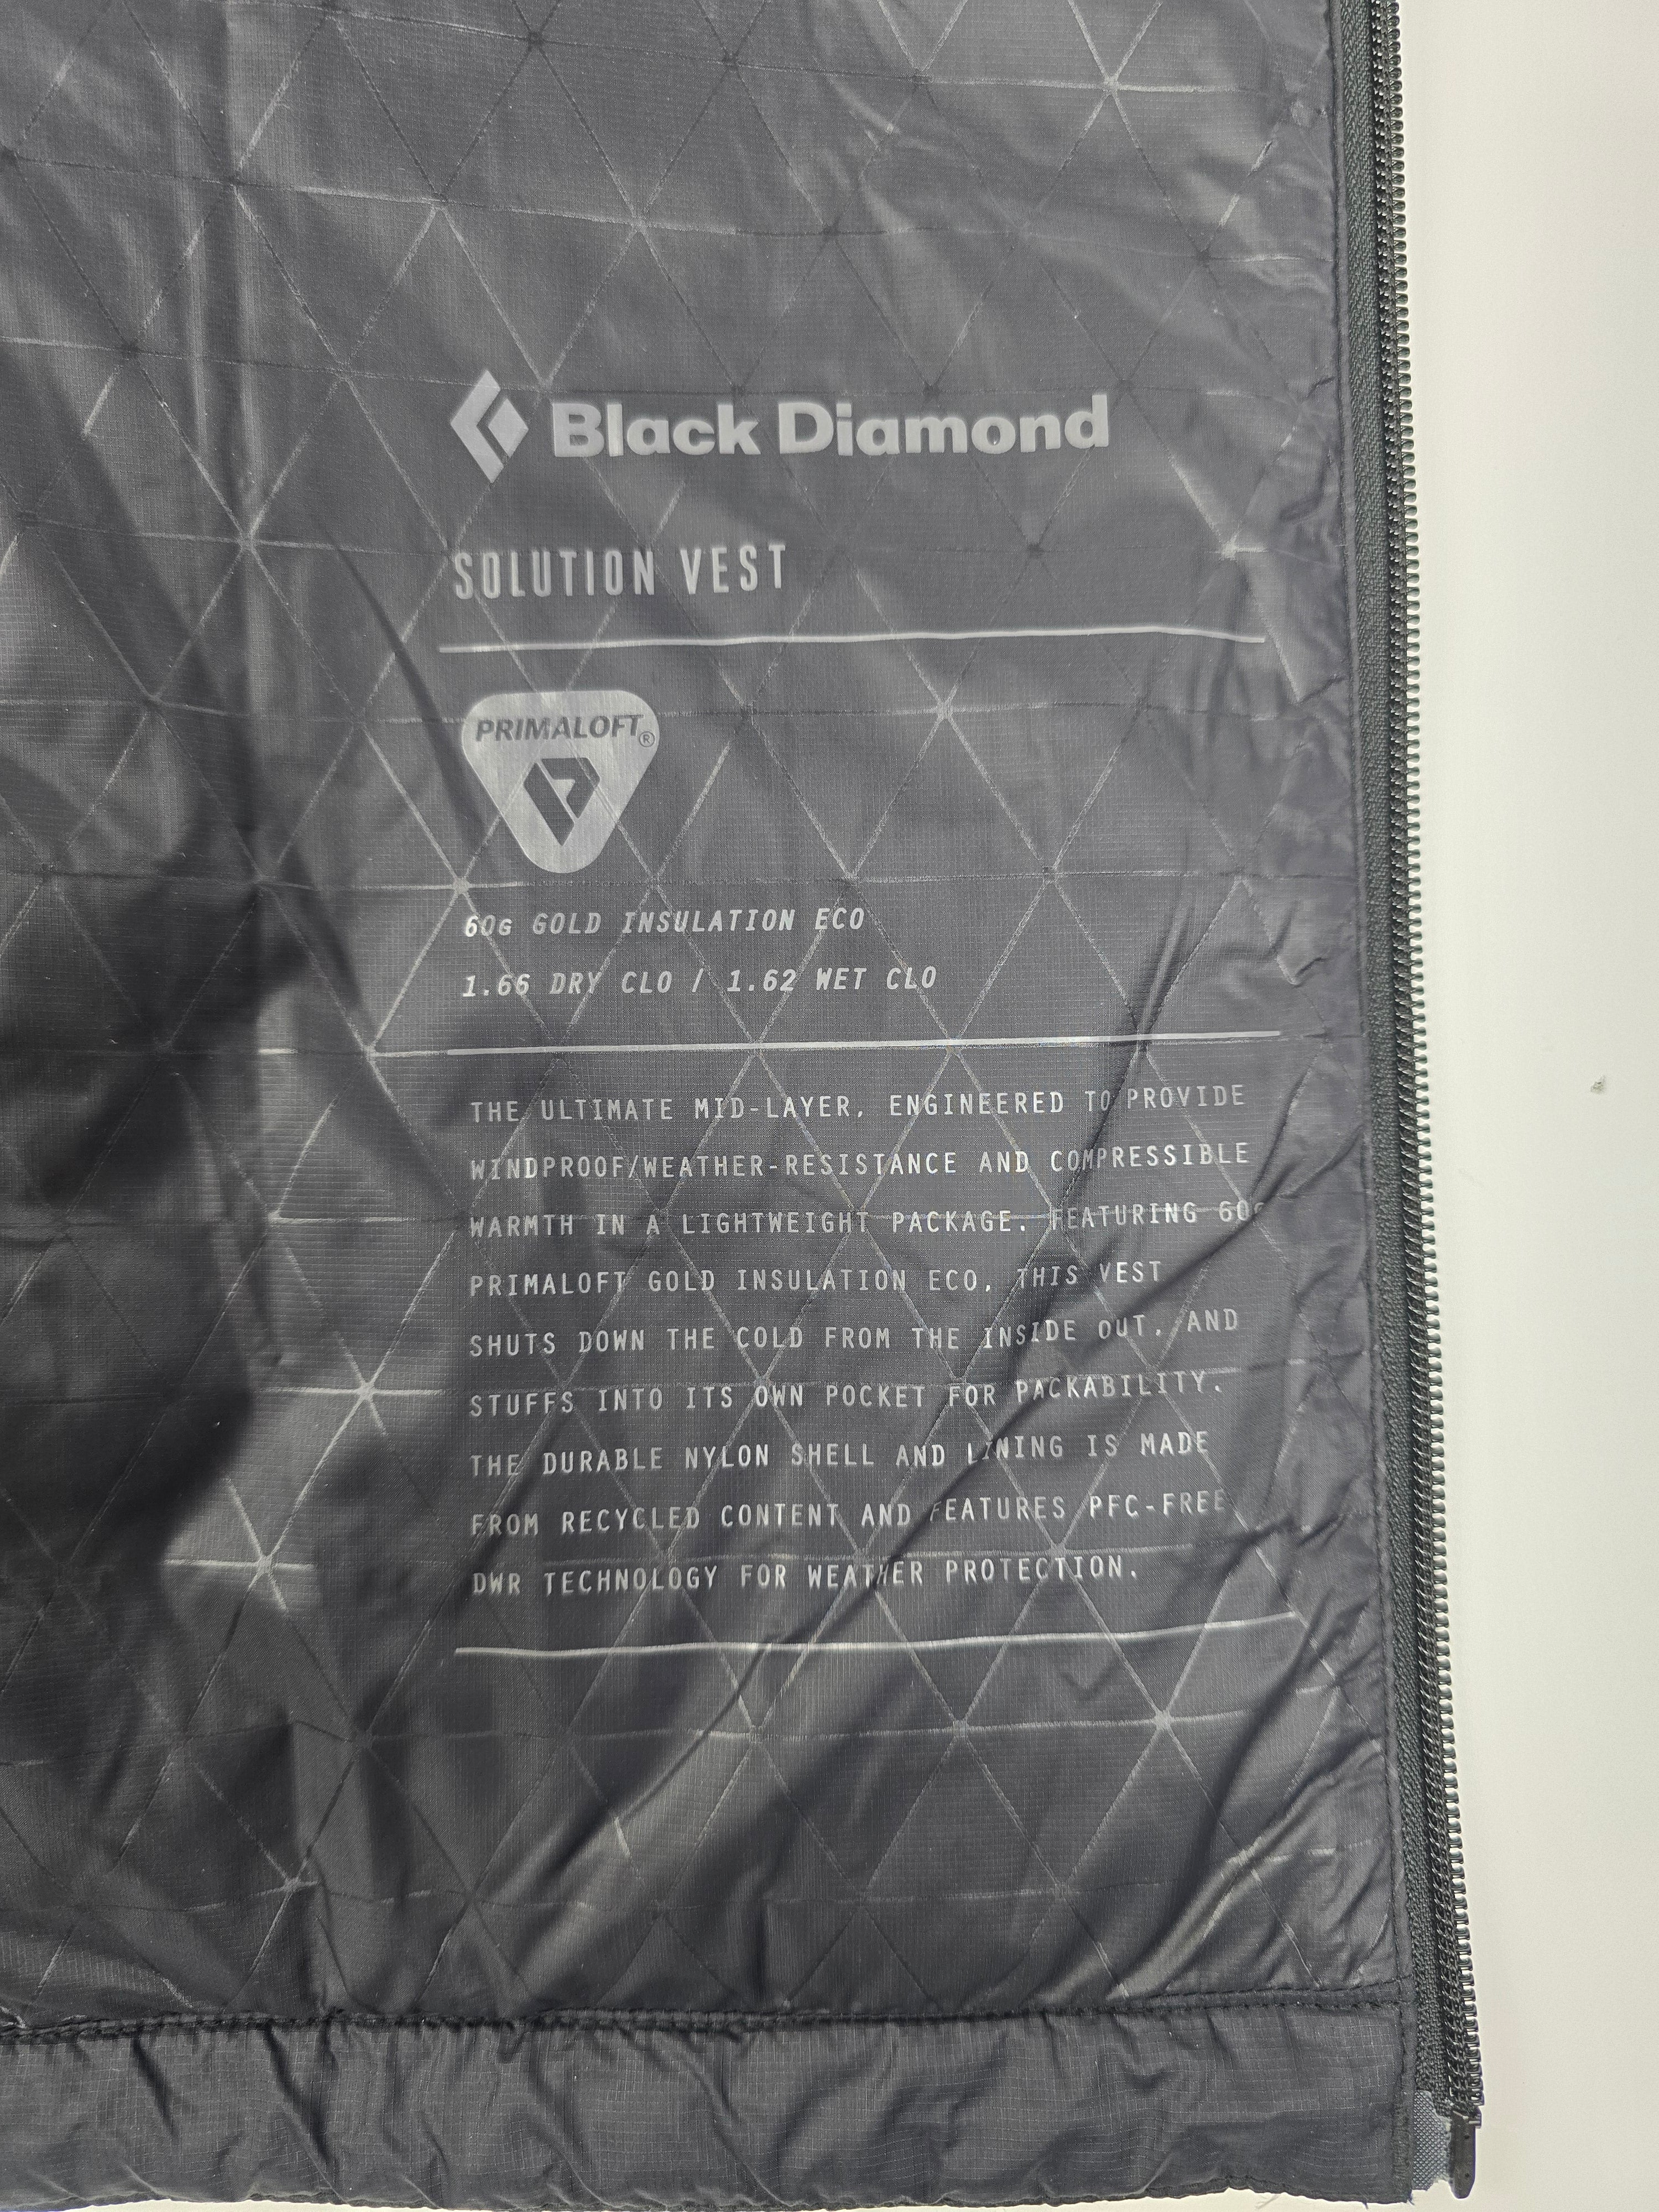 Black Diamond
SOLUTION VEST
PRIMALOFT®
60G GOLD INSULATION ECO
1.66 DRY CLO / 1.62 WET CLO
THE ULTIMATE MID-LAYER, ENGINEERED TO PROVIDE
WINDPROOF/WEATHER-RESISTANCE AND COMPRESSIBLE
WARMTH IN A LIGHTWEIGHT PACKAGE. FEATURING 60G
PRIMALOFT GOLD INSULATION ECO, THIS VEST
SHUTS DOWN THE COLD FROM THE INSIDE OUT, AND
STUFFS INTO ITS OWN POCKET FOR PACKABILITY.
THE DURABLE NYLON SHELL AND LINING IS MADE
FROM RECYCLED CONTENT AND FEATURES PFC-FREE
DWR TECHNOLOGY FOR WEATHER PROTECTION.